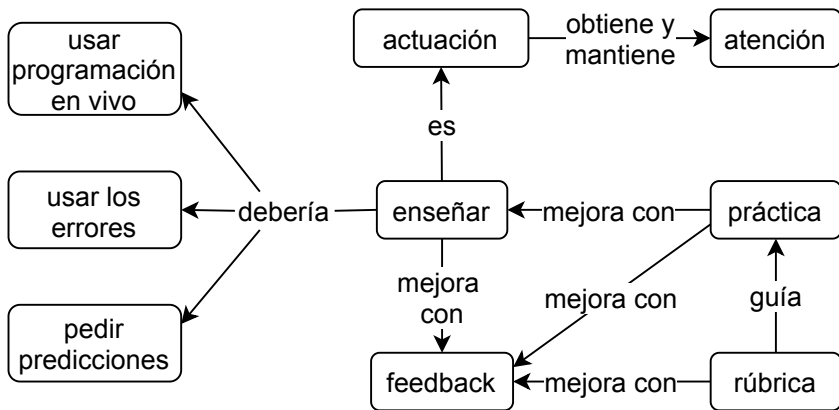 usar
programación
en vivo
actuación
obtiene y
mantiene
atención
es
usar los
errores
debería
enseñar
mejora con
práctica
mejora
con
mejora con
guía
pedir
predicciones
feedback
mejora con
rúbrica